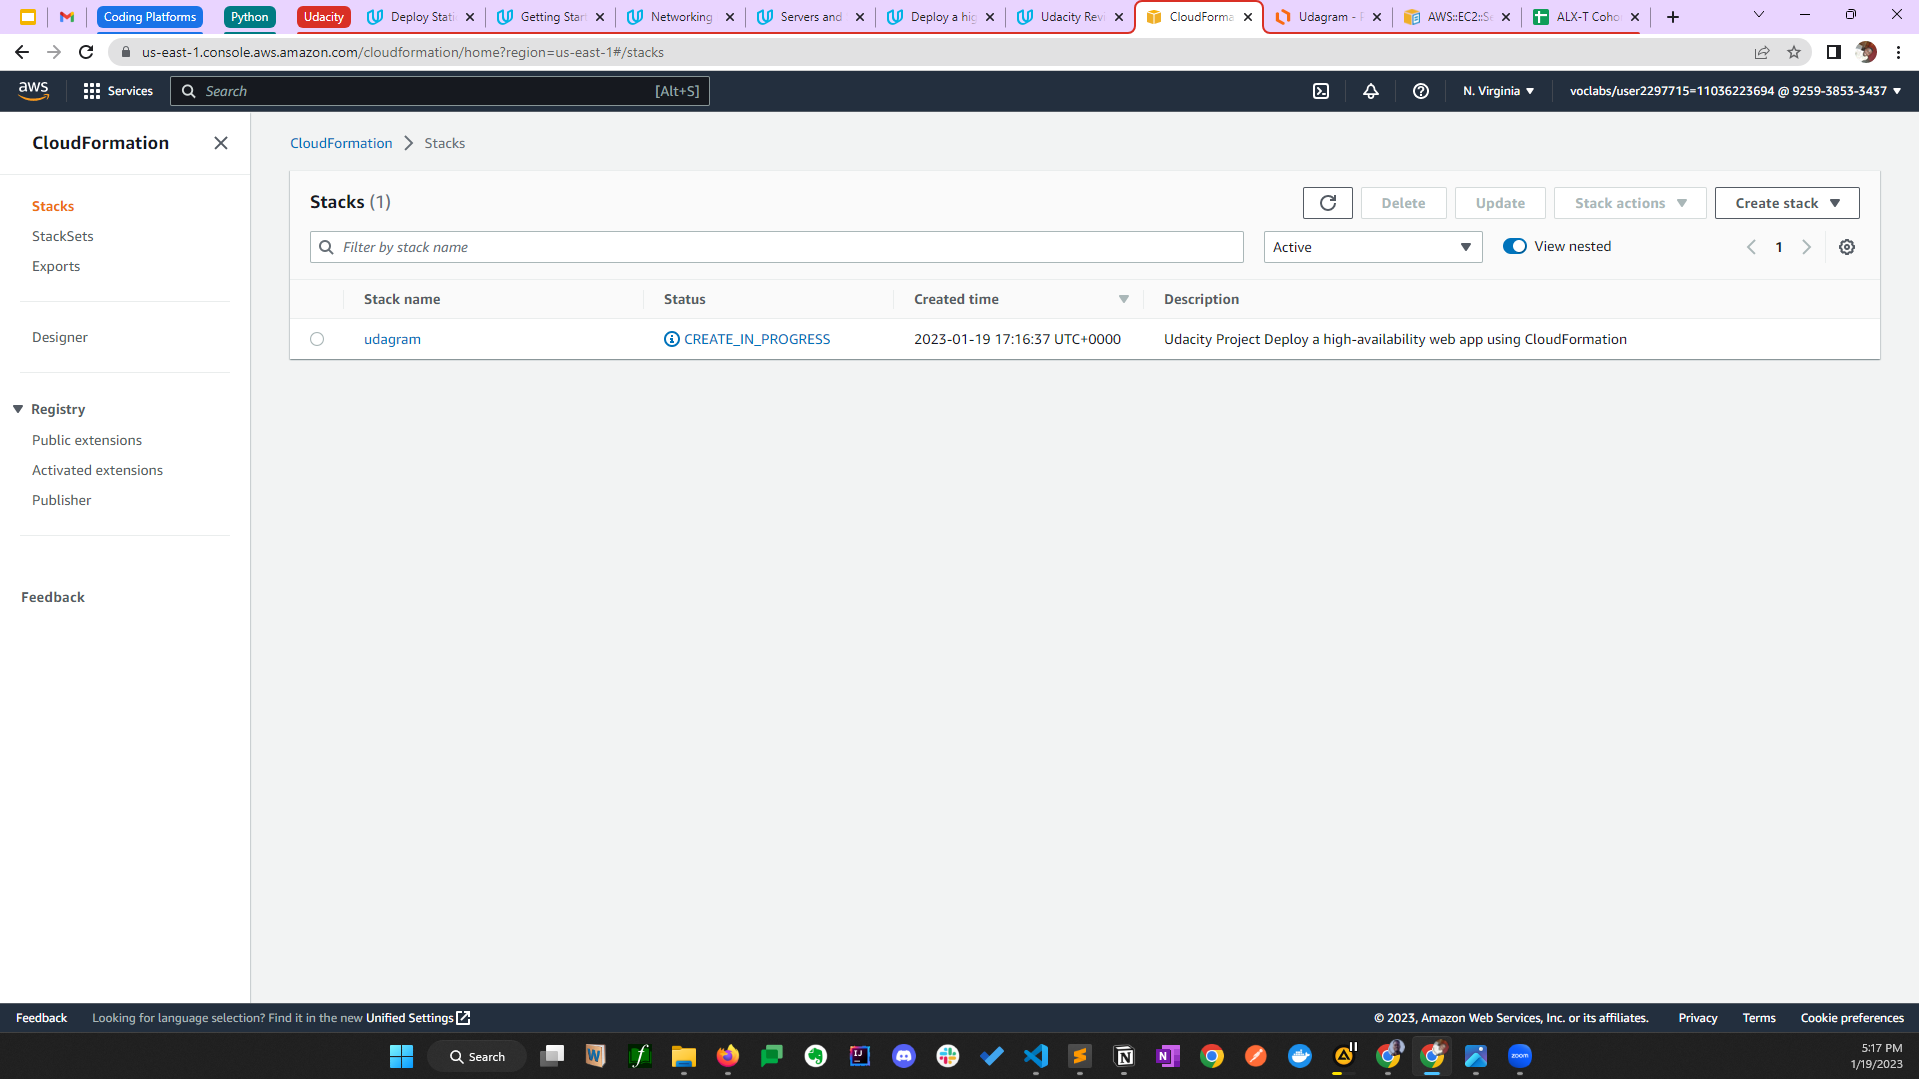 Coding Platforms Python Udacity Deploy Stati Getting Star Networking Servers and Deploy a hig Udacity Revi CloudForma Udagram - AWS::EC2::Se ALX-T Coho
us-east-1.console.aws.amazon.com/cloudformation/home?region=us-east-1#/stacks
aws Services Search [Alt+S] N. Virginia voclabs/user2297715=11036223694 @ 9259-3853-3437
CloudFormation
CloudFormation Stacks
Stacks
StackSets
Exports
Designer
Registry
Public extensions
Activated extensions
Publisher
Feedback
Stacks (1)
Delete Update Stack actions Create stack
Filter by stack name Active View nested 1
Stack name Status Created time Description
udagram CREATE_IN_PROGRESS 2023-01-19 17:16:37 UTC+0000 Udacity Project Deploy a high-availability web app using CloudFormation
Feedback Looking for language selection? Find it in the new Unified Settings © 2023, Amazon Web Services, Inc. or its affiliates. Privacy Terms Cookie preferences
Search zoom 5:17 PM
1/19/2023